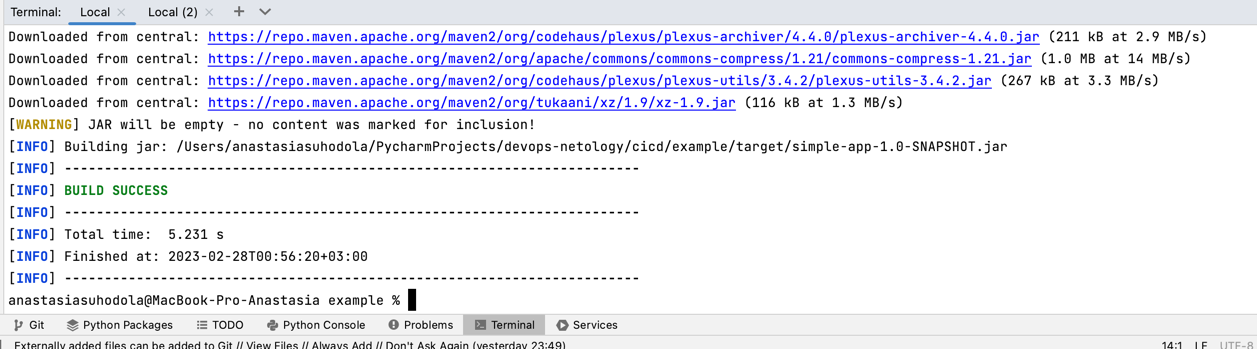 Terminal: Local × Local (2) × +
Downloaded from central: https://repo.maven.apache.org/maven2/org/codehaus/plexus/plexus-archiver/4.4.0/plexus-archiver-4.4.0.jar (211 kB at 2.9 MB/s)
Downloaded from central: https://repo.maven.apache.org/maven2/org/apache/commons/commons-compress/1.21/commons-compress-1.21.jar (1.0 MB at 14 MB/s)
Downloaded from central: https://repo.maven.apache.org/maven2/org/codehaus/plexus/plexus-utils/3.4.2/plexus-utils-3.4.2.jar (267 kB at 3.3 MB/s)
Downloaded from central: https://repo.maven.apache.org/maven2/org/tukaani/xz/1.9/xz-1.9.jar (116 kB at 1.3 MB/s)
[WARNING] JAR will be empty - no content was marked for inclusion!
[INFO] Building jar: /Users/anastasiasuhodola/PycharmProjects/devops-netology/cicd/example/target/simple-app-1.0-SNAPSHOT.jar
[INFO] ------------------------------------------------------------------------
[INFO] BUILD SUCCESS
[INFO] ------------------------------------------------------------------------
[INFO] Total time:  5.231 s
[INFO] Finished at: 2023-02-28T00:56:20+03:00
[INFO] ------------------------------------------------------------------------
anastasiasuhodola@MacBook-Pro-Anastasia example %
Git Python Packages TODO Python Console Problems Terminal Services
Externally added files can be added to Git // View Files // Always Add // Don't Ask Again (yesterday 23:49) 14:1 LF UTF-8